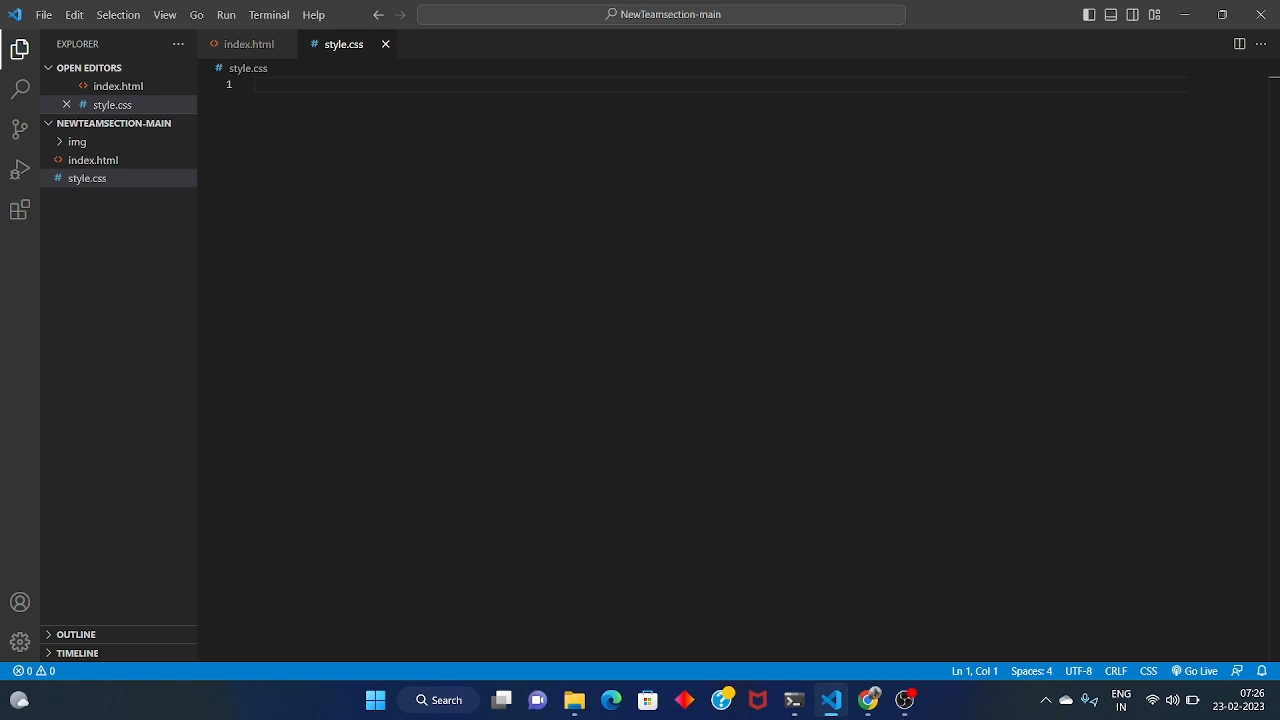 File Edit Selection View Go Run Terminal Help
NewTeamsection-main
EXPLORER
index.html
style.css
OPEN EDITORS
style.css
index.html
1
style.css
NEWTEAMSECTION-MAIN
img
index.html
style.css
OUTLINE
TIMELINE
0 0
Ln 1, Col 1 Spaces: 4 UTF-8 CRLF CSS Go Live
Search
ENG
IN
07:26
23-02-2023